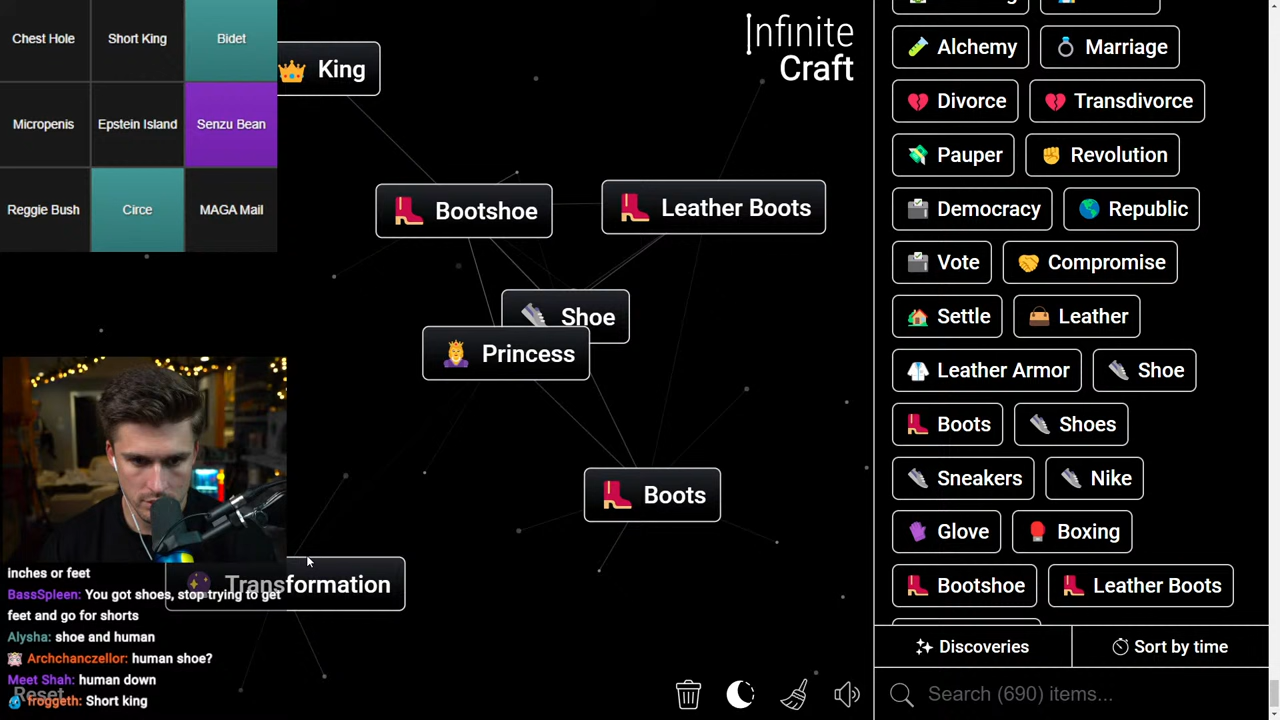 Chest Hole
Short King
Bidet
Micropenis
Epstein Island
Senzu Bean
Reggie Bush
Circe
MAGA Mail
King
Infinite
Craft
Bootshoe
Leather Boots
Shoe
Princess
Boots
Transformation
inches or feet
BassSpleen: You got shoes, stop trying to get
feet and go for shorts
Alysha: shoe and human
Archchanczellor: human shoe?
Meet Shah: human down
froggeth: Short king
Reset
Alchemy
Marriage
Divorce
Transdivorce
Pauper
Revolution
Democracy
Republic
Vote
Compromise
Settle
Leather
Leather Armor
Shoe
Boots
Shoes
Sneakers
Nike
Glove
Boxing
Bootshoe
Leather Boots
Discoveries
Sort by time
Search (690) items...